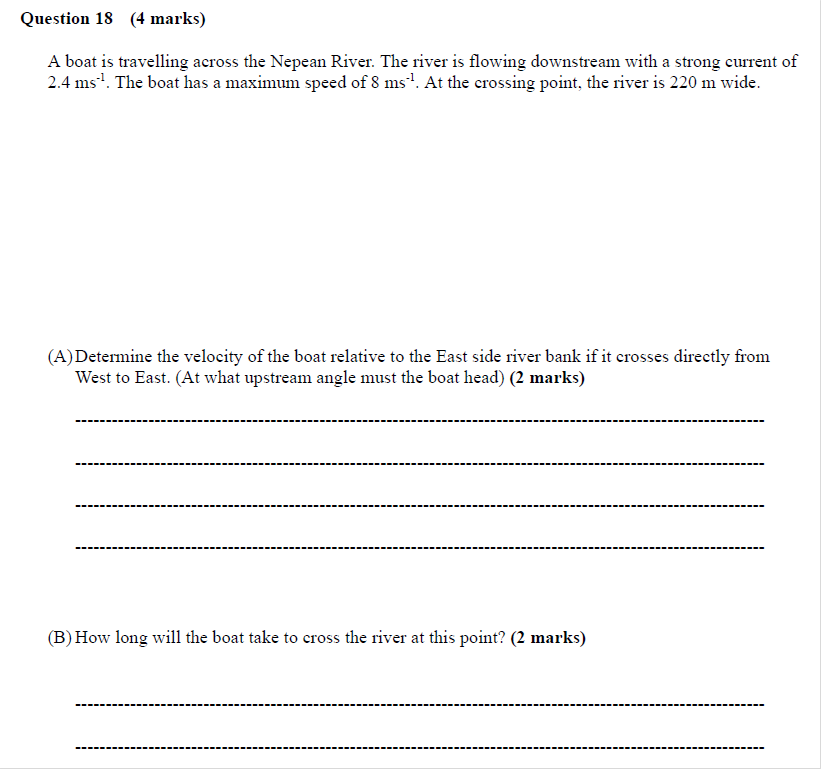 Question 18 (4 marks)
A boat is travelling across the Nepean River. The river is flowing downstream with a strong current of
2.4 ms⁻¹. The boat has a maximum speed of 8 ms⁻¹. At the crossing point, the river is 220 m wide.
(A) Determine the velocity of the boat relative to the East side river bank if it crosses directly from
West to East. (At what upstream angle must the boat head) (2 marks)
(B) How long will the boat take to cross the river at this point? (2 marks)